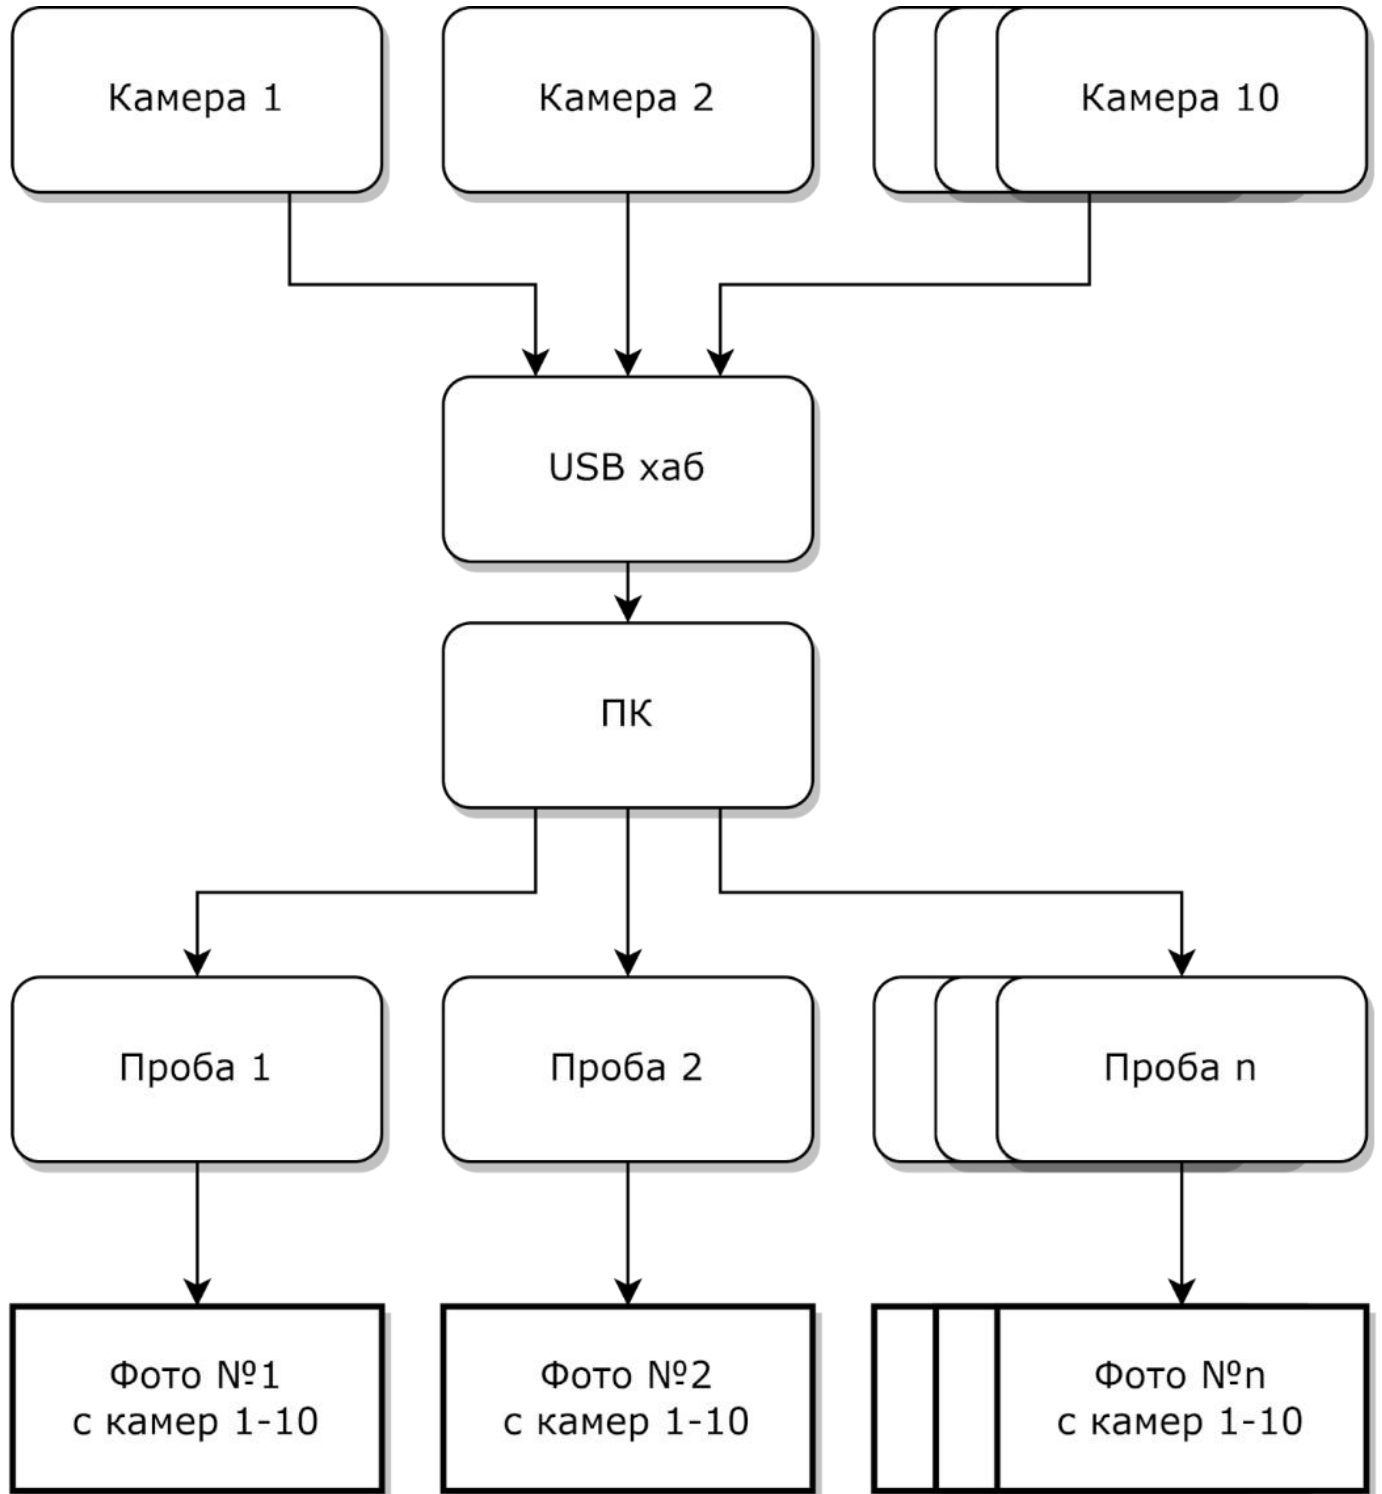 Камера 1
Камера 2
Камера 10
USB хаб
ПК
Проба 1
Проба 2
Проба n
Фото №1
с камер 1-10
Фото №2
с камер 1-10
Фото №n
с камер 1-10